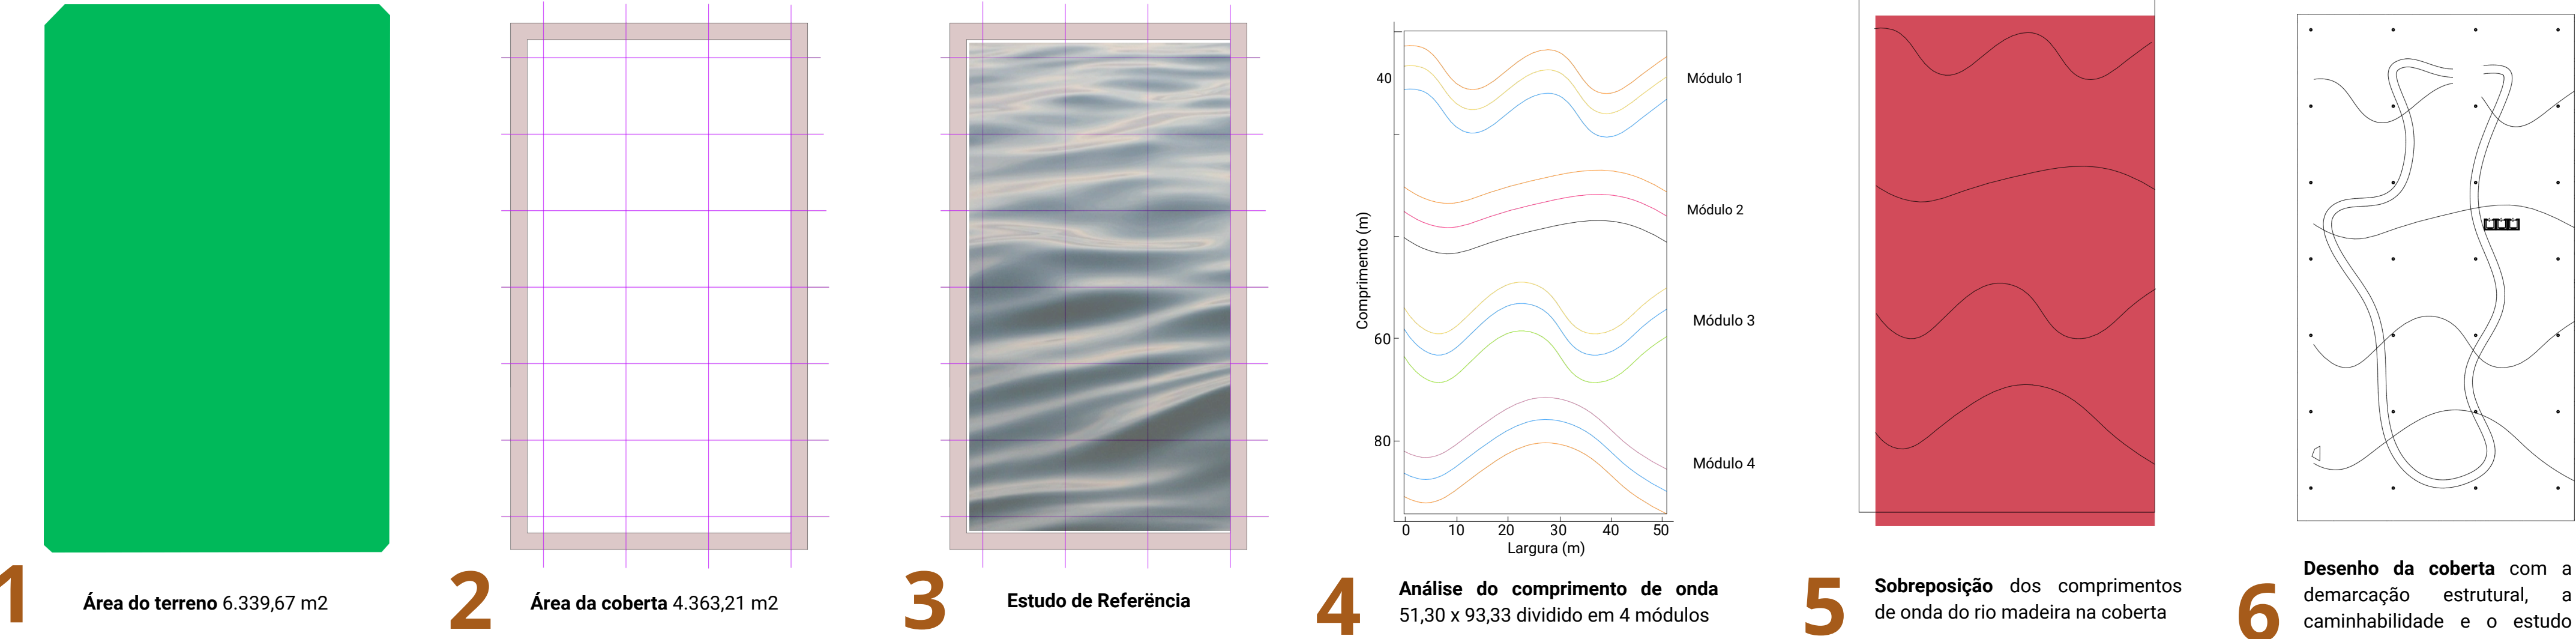 1
Área do terreno 6.339,67 m2
2
Área da coberta 4.363,21 m2
3
Estudo de Referëncia
40
60
80
Comprimento (m)
0 10 20 30 40 50
Largura (m)
Módulo 1
Módulo 2
Módulo 3
Módulo 4
4
Análise do comprimento de onda
51,30 x 93,33 dividido em 4 módulos
5
Sobreposição dos comprimentos
de onda do rio madeira na coberta
6
Desenho da coberta com a
demarcação estrutural, a
caminhabilidade e o estudo